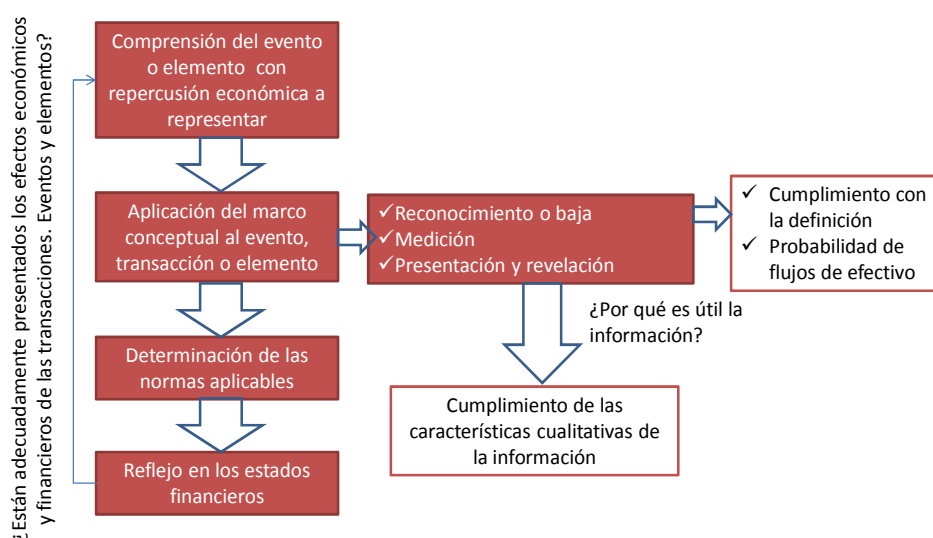 ¿Están adecuadamente presentados los efectos económicos
y financieros de las transacciones. Eventos y elementos?
Comprensión del evento
o elemento con
repercusión económica a
representar
Aplicación del marco
conceptual al evento,
transacción o elemento
✓Reconocimiento o baja
✓Medición
✓Presentación y revelación
✓ Cumplimiento con
la definición
✓ Probabilidad de
flujos de efectivo
¿Por qué es útil la
información?
Determinación de las
normas aplicables
Cumplimiento de las
características cualitativas de
la información
Reflejo en los estados
financieros